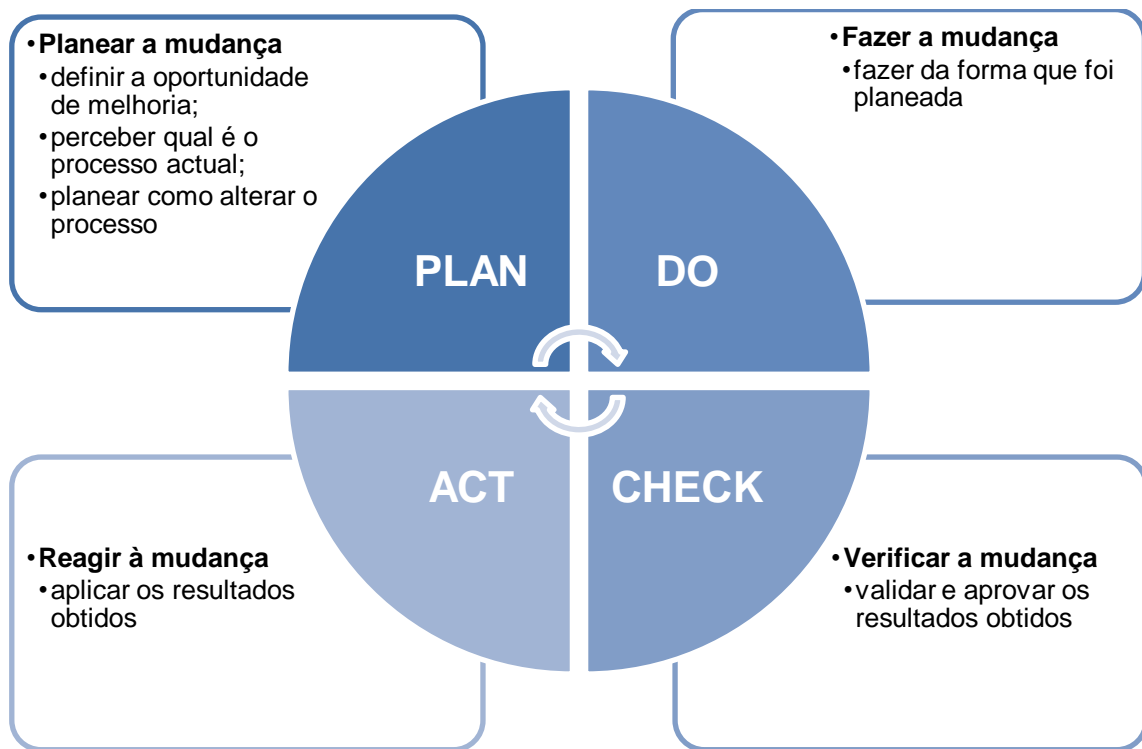 •Planear a mudança
•definir a oportunidade
de melhoria;
•perceber qual é o
processo actual;
•planear como alterar o
processo
•Fazer a mudança
•fazer da forma que foi
planeada
PLAN
DO
ACT
CHECK
•Reagir à mudança
•aplicar os resultados
obtidos
•Verificar a mudança
•validar e aprovar os
resultados obtidos